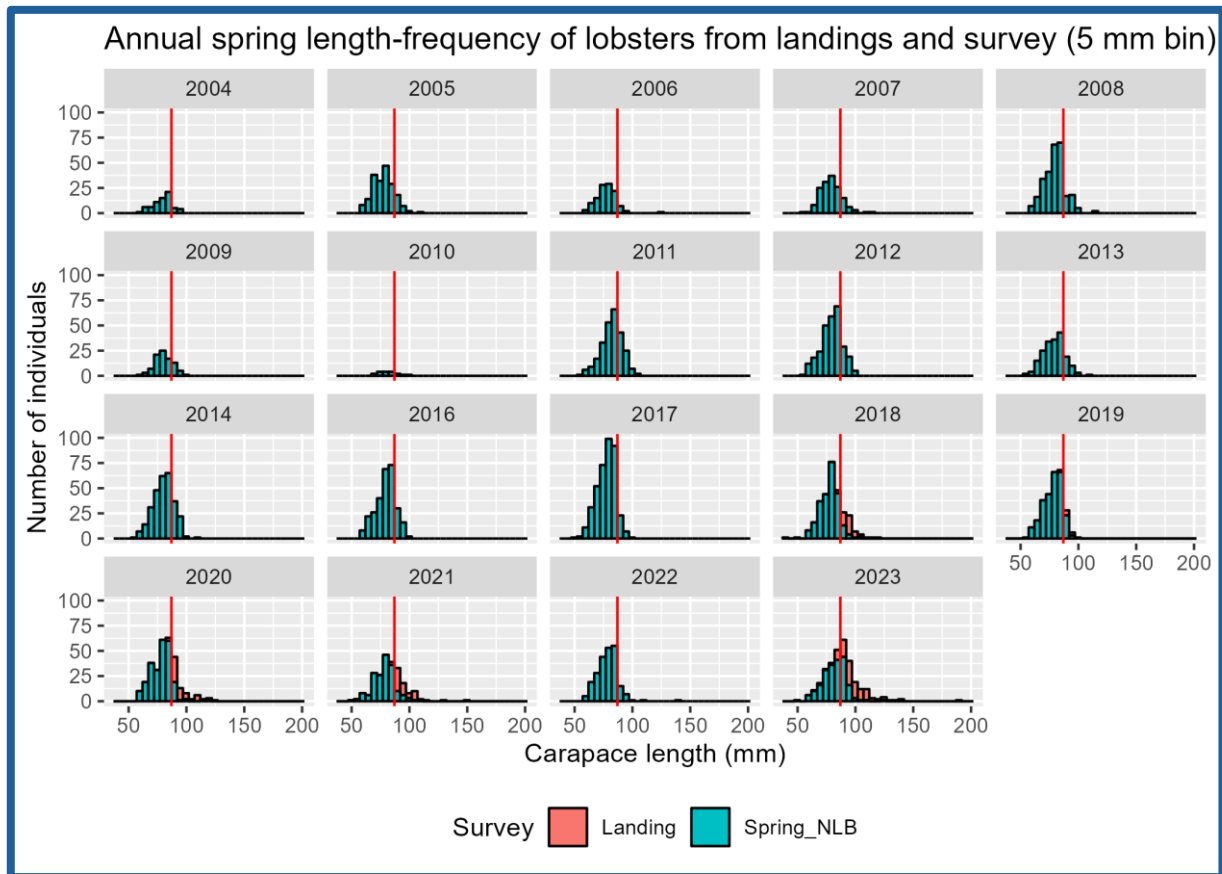 Annual spring length-frequency of lobsters from landings and survey (5 mm bin)
2004 2005 2006 2007 2008
100
75
50
25
0
2009 2010 2011 2012 2013
100
75
50
25
0
2014 2016 2017 2018 2019
100
75
50
25
0
50 100 150 200
2020 2021 2022 2023
100
75
50
25
0
50 100 150 200 50 100 150 200 50 100 150 200 50 100 150 200
Number of individuals
Carapace length (mm)
Survey Landing Spring_NLB